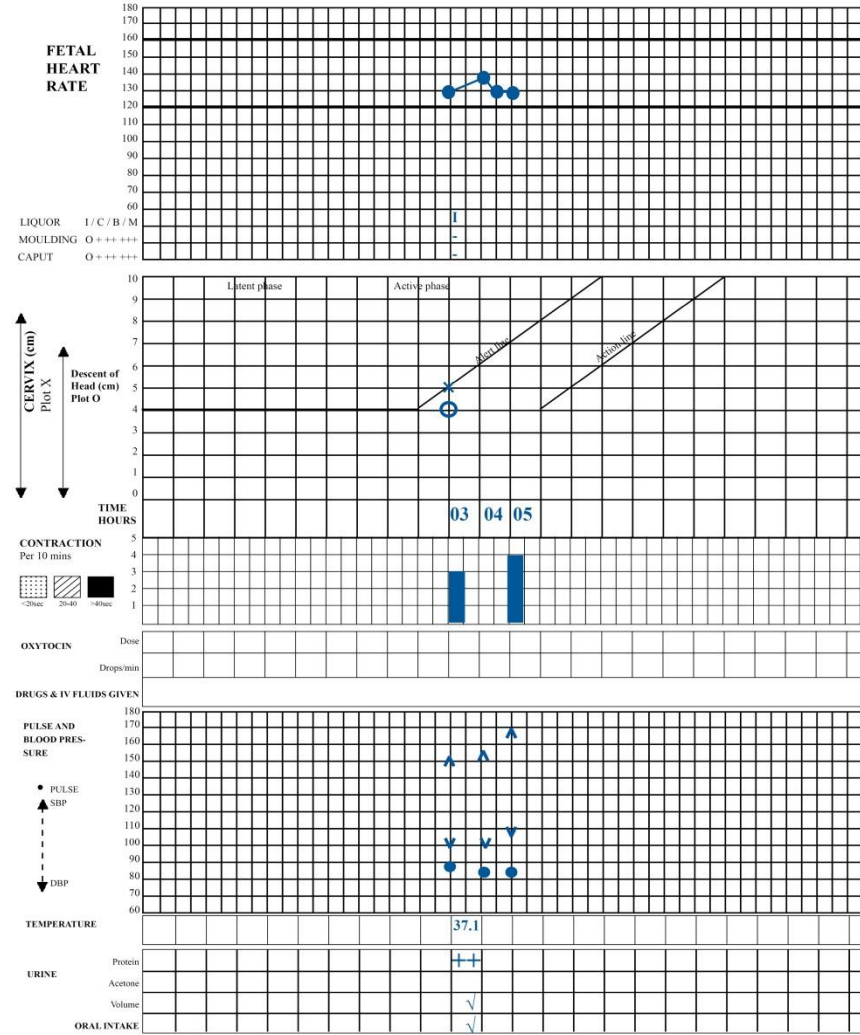 FETAL
HEART
RATE
180
170
160
150
140
130
120
110
100
90
80
70
60
LIQUOR I / C / B / M I
MOULDING O + ++ +++ -
CAPUT O + ++ +++ -
10
9
8
7
6
5
4
3
2
1
0
Latent phase Active phase
Alert line
Action line
X
CERVIX (cm)
Plot X
Descent of
Head (cm)
Plot O
TIME
HOURS
03 04 05
CONTRACTION
Per 10 mins
5
4
3
2
1
<20sec 20-40 >40sec
OXYTOCIN Dose
Drops/min
DRUGS & IV FLUIDS GIVEN
PULSE AND
BLOOD PRES-
SURE
180
170
160
150
140
130
120
110
100
90
80
70
60
PULSE
SBP
DBP
TEMPERATURE 37.1
URINE
Protein ++
Acetone
Volume √
ORAL INTAKE √